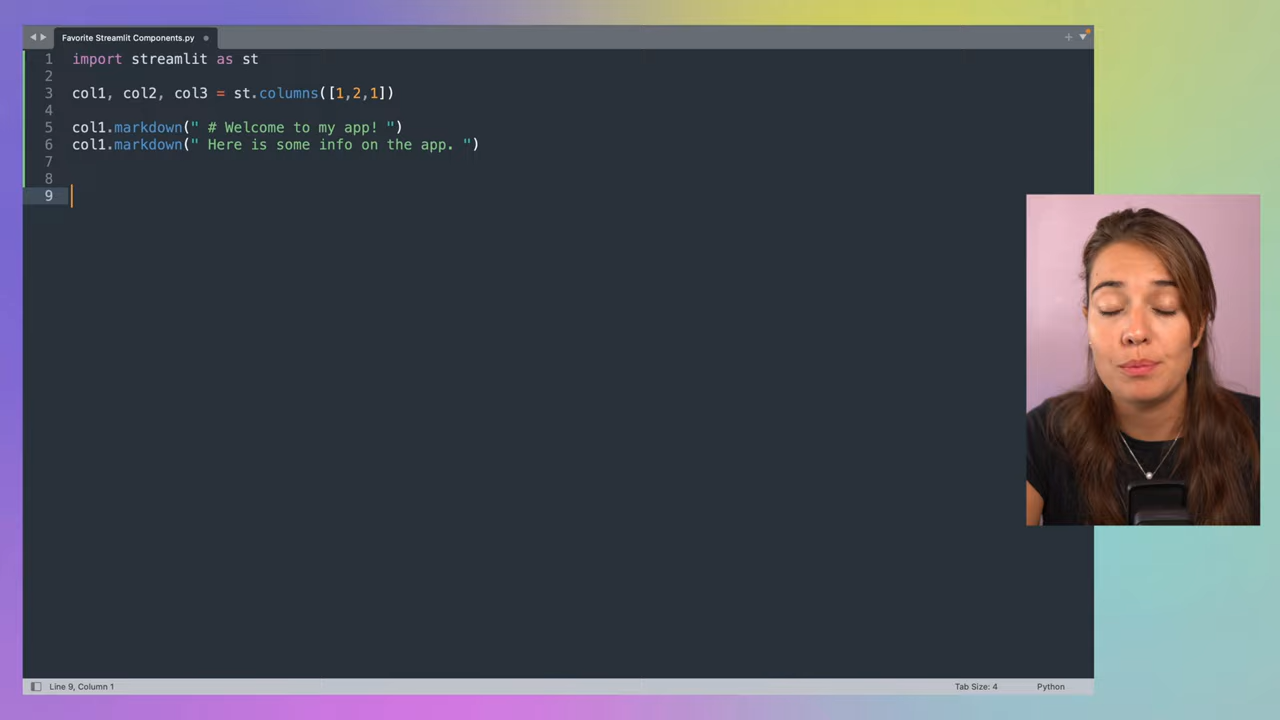 Favorite Streamlit Components.py
1 import streamlit as st
2
3 col1, col2, col3 = st.columns([1,2,1])
4
5 col1.markdown(" # Welcome to my app! ")
6 col1.markdown(" Here is some info on the app. ")
7
8
9
Line 9, Column 1
Tab Size: 4
Python